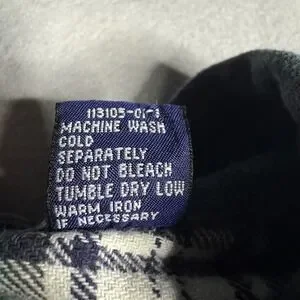 113105-01-1
MACHINE WASH
COLD
SEPARATELY
DO NOT BLEACH
TUMBLE DRY LOW
WARM IRON
IF NECESSARY